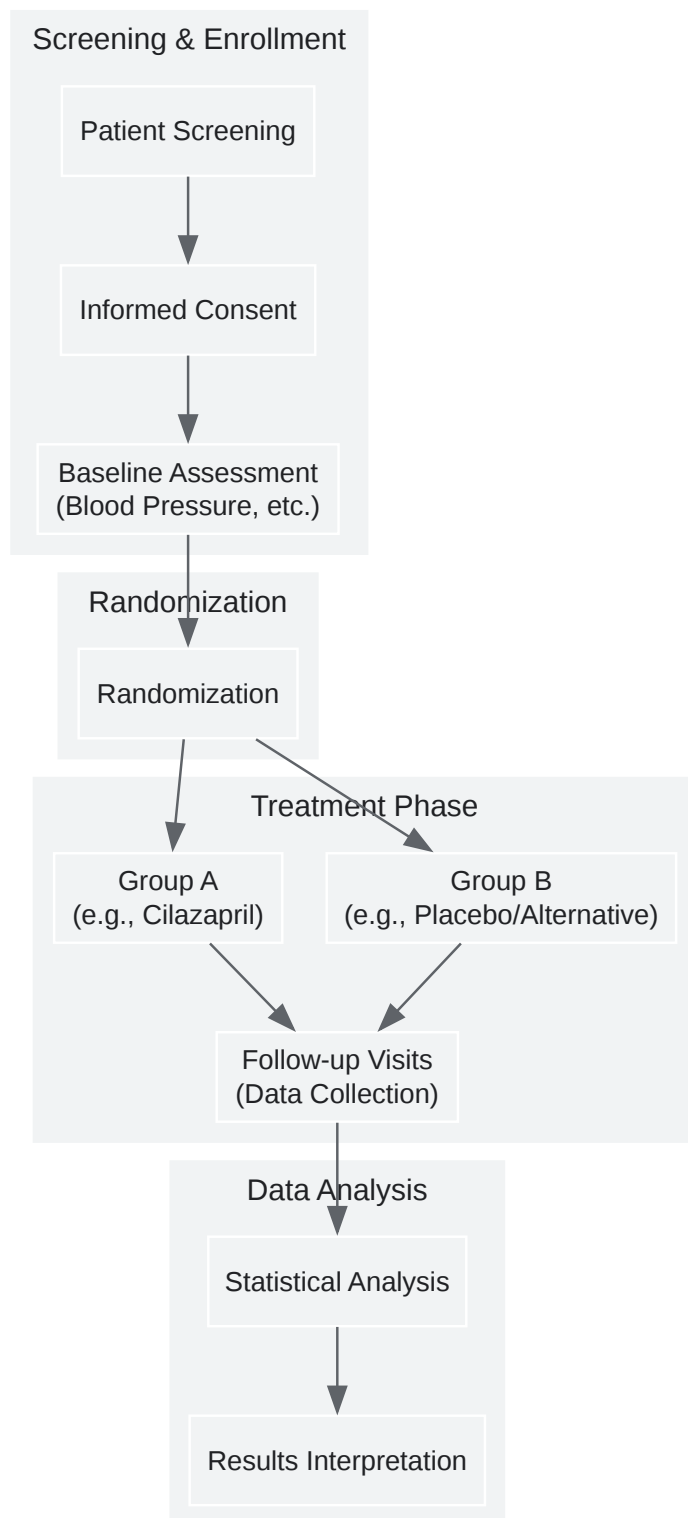 Screening & Enrollment
Patient Screening
Informed Consent
Baseline Assessment
(Blood Pressure, etc.)
Randomization
Randomization
Treatment Phase
Group A
(e.g., Cilazapril)
Group B
(e.g., Placebo/Alternative)
Follow-up Visits
(Data Collection)
Data Analysis
Statistical Analysis
Results Interpretation